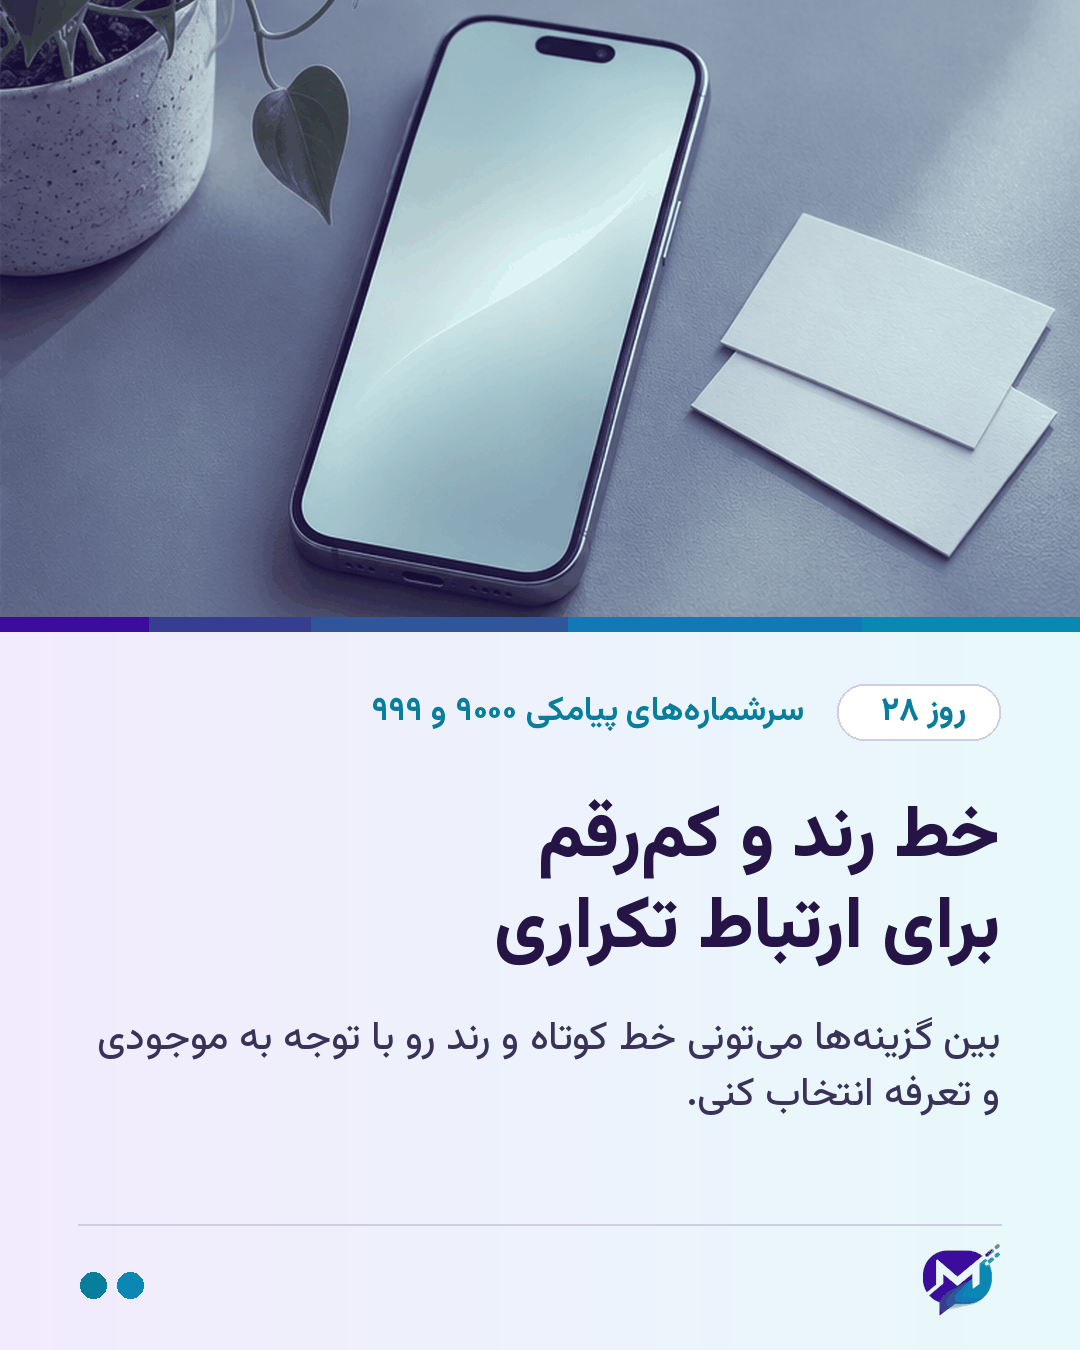 روز ۲۸
سرشماره‌های پیامکی ۹۰۰۰ و ۹۹۹
خط رند و کم‌رقم
برای ارتباط تکراری
بین گزینه‌ها می‌تونی خط کوتاه و رند رو با توجه به موجودی
و تعرفه انتخاب کنی.